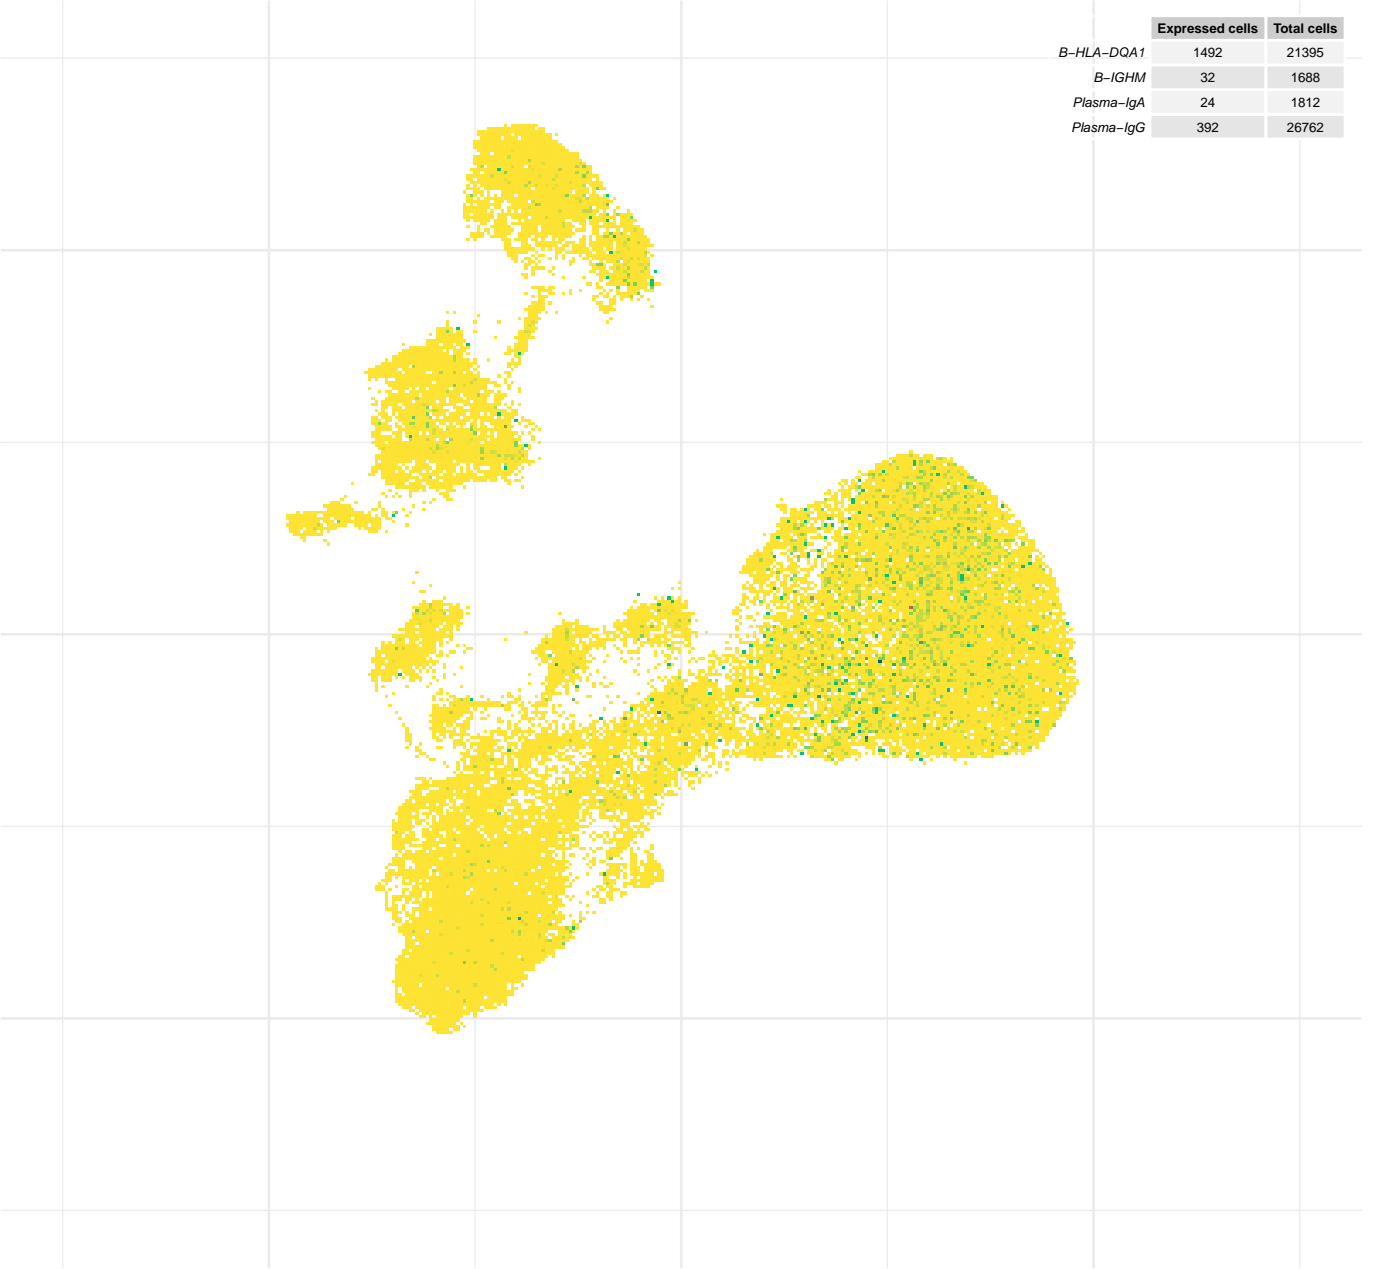 Expressed cells Total cells
B−HLA−DQA1 1492 21395
B−IGHM 32 1688
Plasma−IgA 24 1812
Plasma−IgG 392 26762